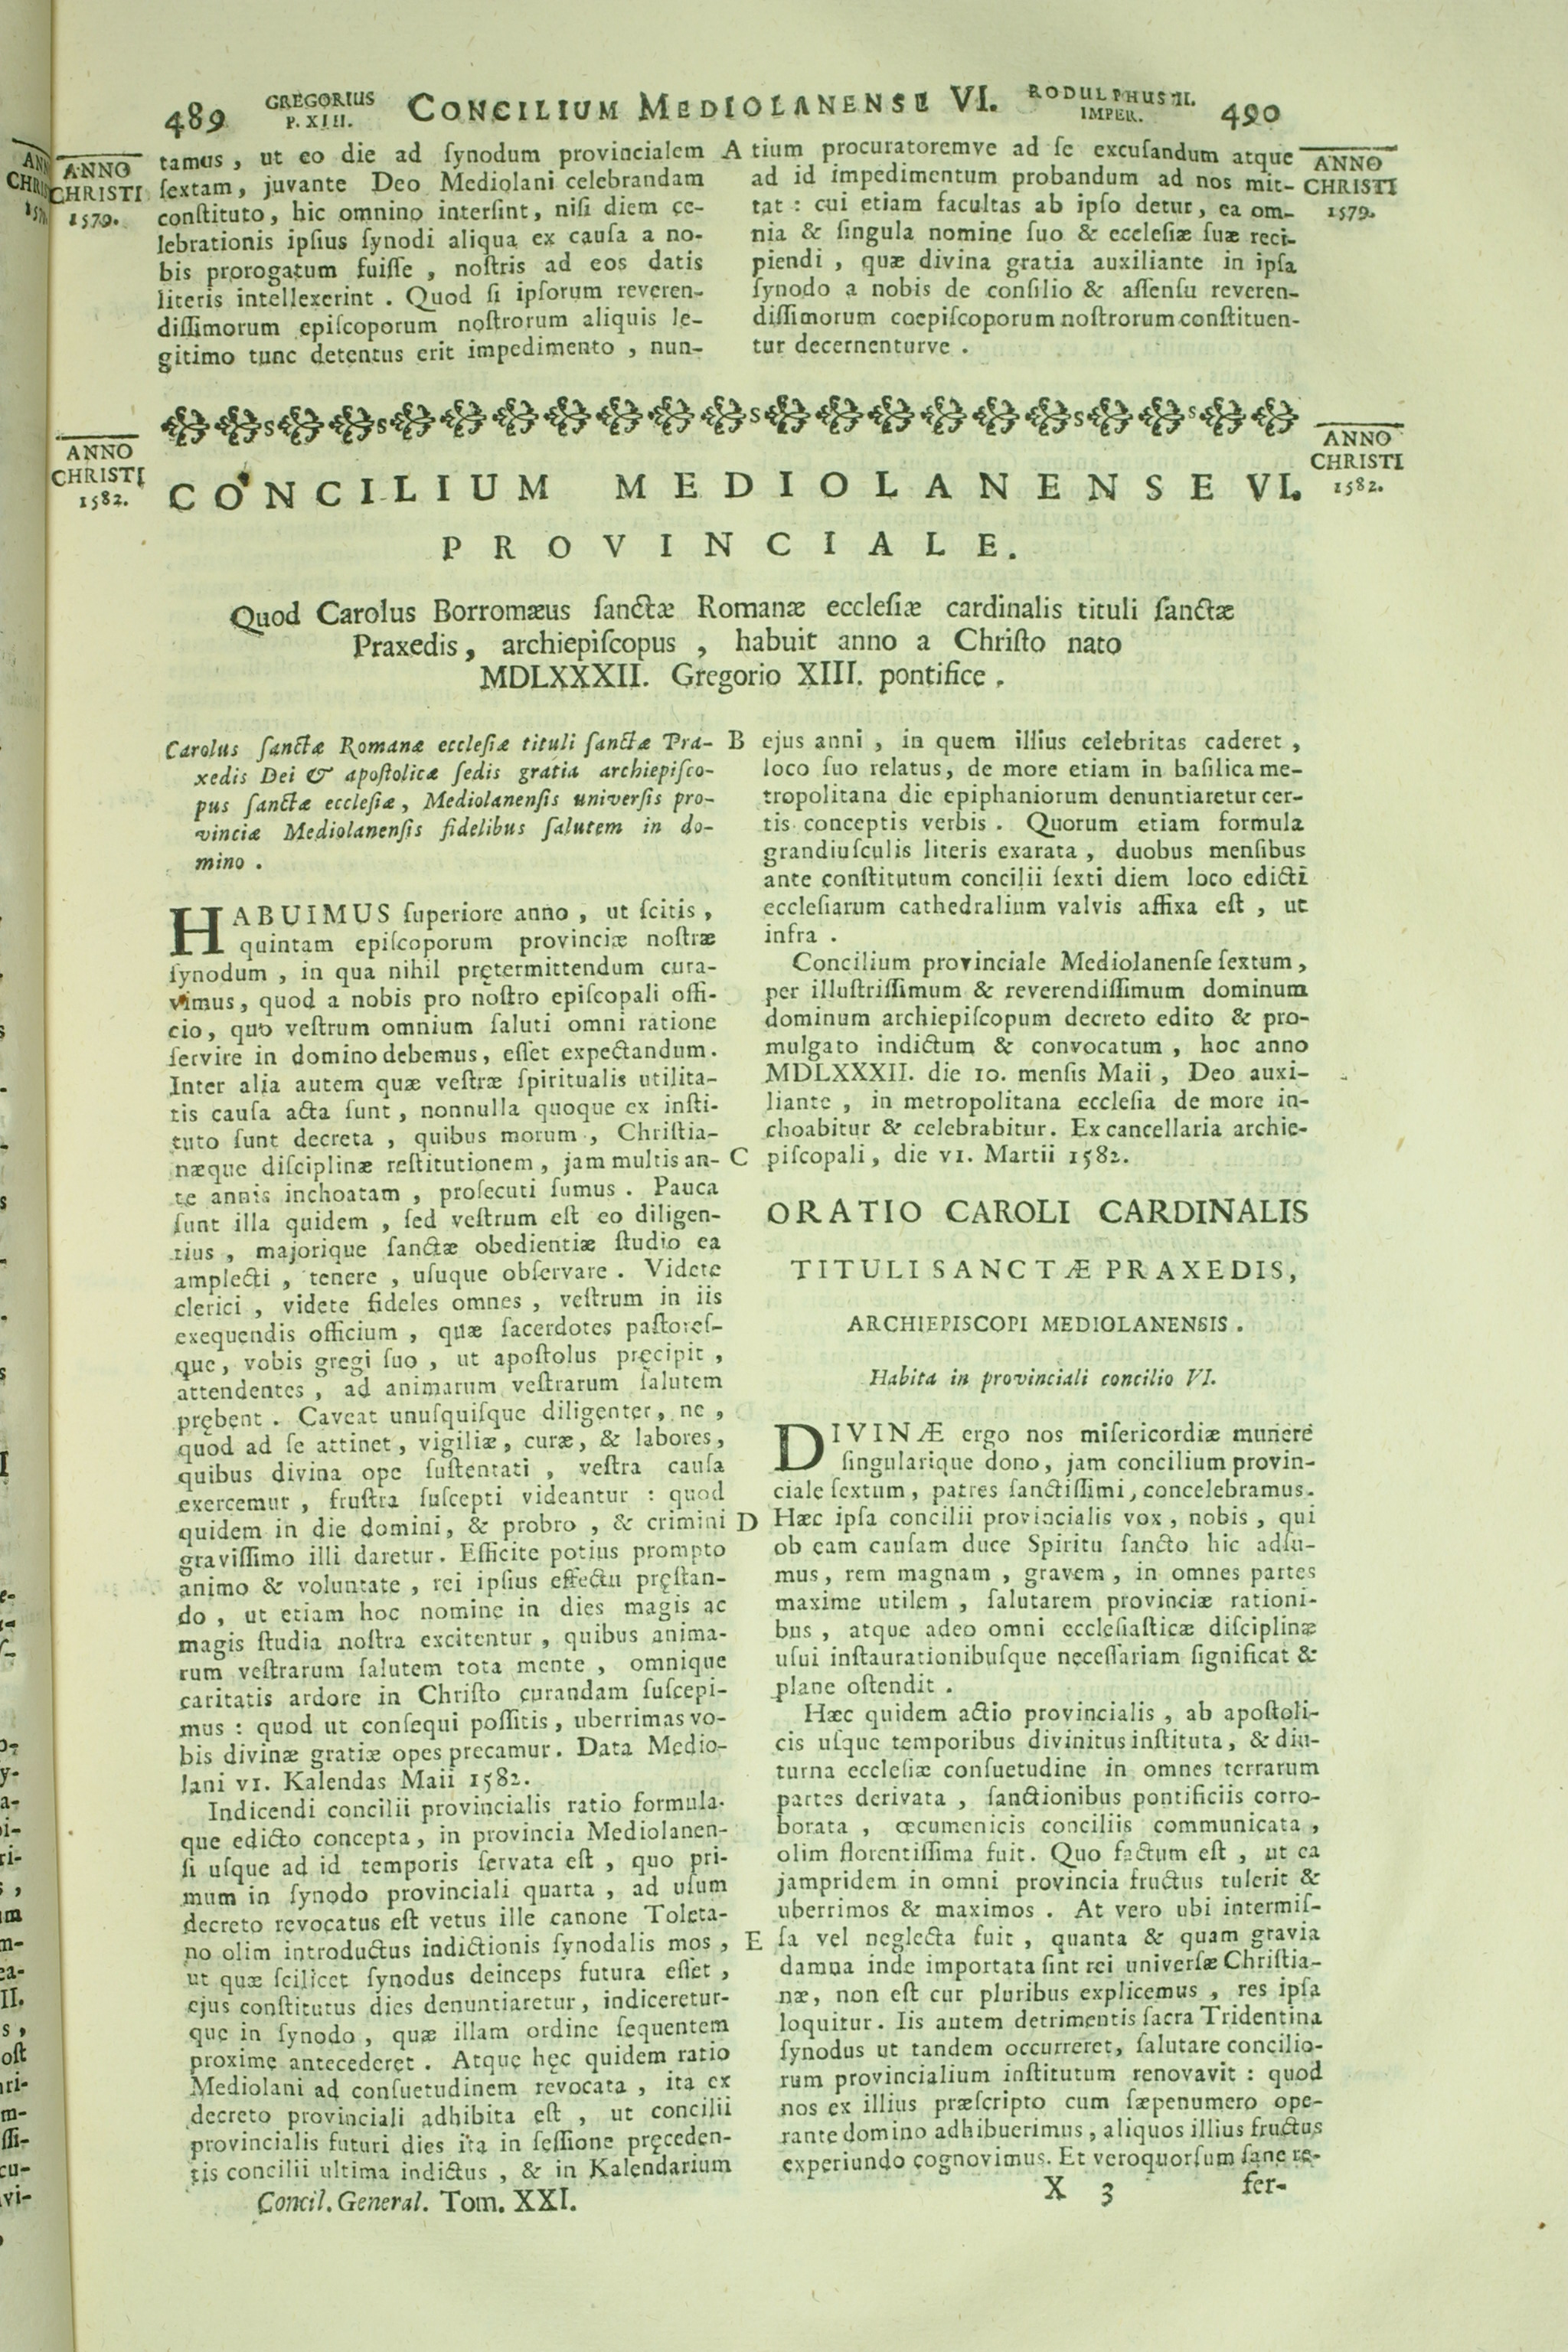 489 GREGORIUS P. XIII. CONCILIUM MEDIOLANENSE VI. RODULPHUS II. IMPER. 490
ANNO
CHRISTI
1579.
tamus, ut eo die ad ſynodum provincialem
ſextam, juvante Deo Mediolani celebrandam
conſtituto, hic omnino interſint, niſi diem ce-
lebrationis ipſius ſynodi aliqua ex cauſa a no-
bis prorogatum fuiſſe, noſtris ad eos datis
literis intellexerint. Quod ſi ipſorum reveren-
diſſimorum epiſcoporum noſtrorum aliquis le-
gitimo tunc detentus erit impedimento, nun-
A
tium procuratoremve ad ſe excuſandum atque
ad id impedimentum probandum ad nos mit-
tat: cui etiam facultas ab ipſo detur, ea om-
nia & ſingula nomine ſuo & eccleſiæ ſuæ reci-
piendi, quæ divina gratia auxiliante in ipſa
ſynodo a nobis de conſilio & aſſenſu reveren-
diſſimorum coepiſcoporum noſtrorum conſtituen-
tur decernenturve.
ANNO
CHRISTI
1579.
ANNO
CHRISTI
1582.
CONCILIUM MEDIOLANENSE VI.
PROVINCIALE.
ANNO
CHRISTI
1582.
Quod Carolus Borromæus ſanctæ Romanæ eccleſiæ cardinalis tituli ſanctæ
Praxedis, archiepiſcopus, habuit anno a Chriſto nato
MDLXXXII. Gregorio XIII. pontifice.
Carolus ſanctæ Romanæ eccleſiæ tituli ſanctæ Pra-
xedis Dei & apoſtolicæ ſedis gratia archiepiſco-
pus ſanctæ eccleſiæ, Mediolanenſis univerſis pro-
vinciæ Mediolanenſis fidelibus ſalutem in do-
mino.
HABUIMUS ſuperiore anno, ut ſcitis,
quintam epiſcoporum provinciæ noſtræ
ſynodum, in qua nihil prętermittendum cura-
vimus, quod a nobis pro noſtro epiſcopali offi-
cio, quo veſtrum omnium ſaluti omni ratione
ſervire in domino debemus, eſſet expectandum.
Inter alia autem quæ veſtræ ſpiritualis utilita-
tis cauſa acta ſunt, nonnulla quoque ex inſti-
tuto ſunt decreta, quibus morum, Chriſtia-
næque diſciplinæ reſtitutionem, jam multis an-
te annis inchoatam, proſecuti ſumus. Pauca
ſunt illa quidem, ſed veſtrum eſt eo diligen-
tius, majorique ſanctæ obedientiæ ſtudio ea
amplecti, tenere, uſuque obſervare. Videte
clerici, videte fideles omnes, veſtrum in iis
exequendis officium, quæ ſacerdotes paſtoreſ-
que, vobis gregi ſuo, ut apoſtolus pręcipit,
attendentes, ad animarum veſtrarum ſalutem
prębent. Caveat unuſquiſque diligenter, ne,
quod ad ſe attinet, vigiliæ, curæ, & labores,
quibus divina ope ſuſtentati, veſtra cauſa
exercemur, fruſtra ſuſcepti videantur: quod
quidem in die domini, & probro, & crimini
graviſſimo illi daretur. Efficite potius prompto
animo & voluntate, rei ipſius effectu pręſtan-
do, ut etiam hoc nomine in dies magis ac
magis ſtudia noſtra excitentur, quibus anima-
rum veſtrarum ſalutem tota mente, omnique
caritatis ardore in Chriſto curandam ſuſcepi-
mus: quod ut conſequi poſſitis, uberrimas vo-
bis divinæ gratiæ opes precamur. Data Medio-
lani VI. Kalendas Maii 1582.
Indicendi concilii provincialis ratio formula-
que edicto concepta, in provincia Mediolanen-
ſi uſque ad id temporis ſervata eſt, quo pri-
mum in ſynodo provinciali quarta, ad uſum
decreto revocatus eſt vetus ille canone Toleta-
no olim introductus indictionis ſynodalis mos,
ut quæ ſcilicet ſynodus deinceps futura eſſet,
ejus conſtitutus dies denuntiaretur, indiceretur-
que in ſynodo, quæ illam ordine ſequentem
proxime antecederet. Atque hęc quidem ratio
Mediolani ad conſuetudinem revocata, ita ex
decreto provinciali adhibita eſt, ut concilii
provincialis futuri dies ita in ſeſſione pręceden-
tis concilii ultima indictus, & in Kalendarium
Concil. General. Tom. XXI.
B
C
D
E
ejus anni, in quem illius celebritas caderet,
loco ſuo relatus, de more etiam in baſilica me-
tropolitana die epiphaniorum denuntiaretur cer-
tis conceptis verbis. Quorum etiam formula
grandiuſculis literis exarata, duobus menſibus
ante conſtitutum concilii ſexti diem loco edicti
eccleſiarum cathedralium valvis affixa eſt, ut
infra.
Concilium provinciale Mediolanenſe ſextum,
per illuſtriſſimum & reverendiſſimum dominum
dominum archiepiſcopum decreto edito & pro-
mulgato indictum & convocatum, hoc anno
MDLXXXII. die 10. menſis Maii, Deo auxi-
liante, in metropolitana eccleſia de more in-
choabitur & celebrabitur. Ex cancellaria archie-
piſcopali, die VI. Martii 1582.
ORATIO CAROLI CARDINALIS
TITULI SANCTÆ PRAXEDIS,
ARCHIEPISCOPI MEDIOLANENSIS.
Habita in provinciali concilio VI.
DIVINÆ ergo nos miſericordiæ munere
ſingularique dono, jam concilium provin-
ciale ſextum, patres ſanctiſſimi, concelebramus.
Hæc ipſa concilii provincialis vox, nobis, qui
ob eam cauſam duce Spiritu ſancto hic adſu-
mus, rem magnam, gravem, in omnes partes
maxime utilem, ſalutarem provinciæ rationi-
bus, atque adeo omni eccleſiaſticæ diſciplinæ
uſui inſtaurationibuſque neceſſariam ſignificat &
plane oſtendit.
Hæc quidem actio provincialis, ab apoſtoli-
cis uſque temporibus divinitus inſtituta, & diu-
turna eccleſiæ conſuetudine in omnes terrarum
partes derivata, ſanctionibus pontificiis corro-
borata, œcumenicis conciliis communicata,
olim florentiſſima fuit. Quo factum eſt, ut ea
jampridem in omni provincia fructus tulerit &
uberrimos & maximos. At vero ubi intermiſ-
ſa vel neglecta fuit, quanta & quam gravia
damna inde importata ſint rei univerſæ Chriſtia-
næ, non eſt cur pluribus explicemus, res ipſa
loquitur. Iis autem detrimentis ſacra Tridentina
ſynodus ut tandem occurreret, ſalutare concilio-
rum provincialium inſtitutum renovavit: quod
nos ex illius præſcripto cum ſæpenumero ope-
rante domino adhibuerimus, aliquos illius fructus
experiundo cognovimus. Et vero quorſum ſane re-
X 3 fer-